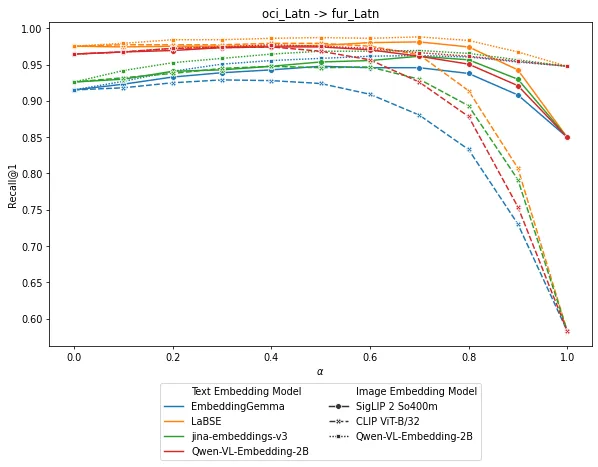 oci_Latn -> fur_Latn
1.00
0.95
0.90
0.85
0.80
0.75
0.70
0.65
0.60
Recall@1
0.0 0.2 0.4 0.6 0.8 1.0
α
Text Embedding Model Image Embedding Model
EmbeddingGemma SigLIP 2 So400m
LaBSE CLIP ViT-B/32
jina-embeddings-v3 Qwen-VL-Embedding-2B
Qwen-VL-Embedding-2B